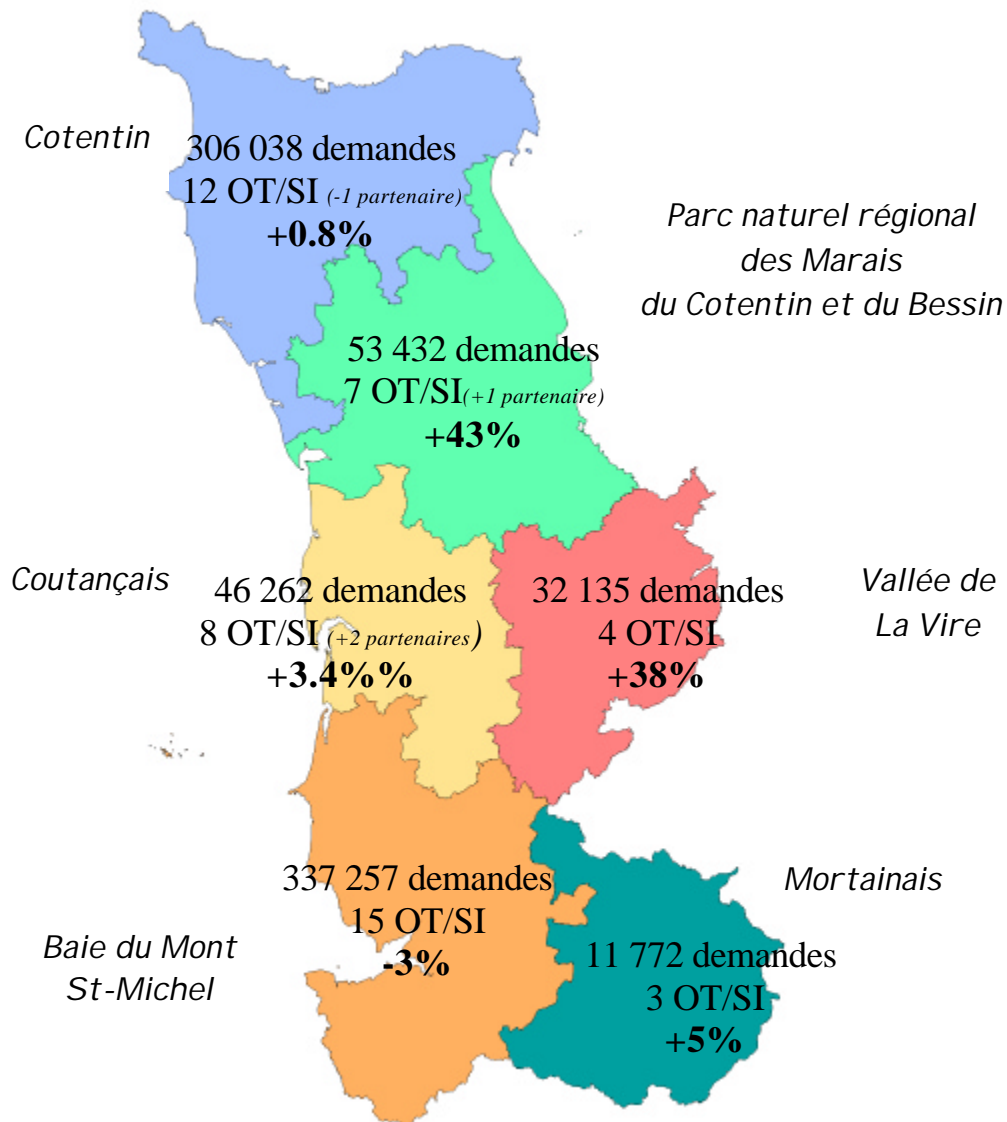 Cotentin
306 038 demandes
12 OT/SI (-1 partenaire)
+0.8%
Parc naturel régional
des Marais
du Cotentin et du Bessin
53 432 demandes
7 OT/SI(+1 partenaire)
+43%
Coutançais
46 262 demandes
8 OT/SI (+2 partenaires)
+3.4%%
32 135 demandes
4 OT/SI
+38%
Vallée de
La Vire
337 257 demandes
15 OT/SI
-3%
Baie du Mont
St-Michel
Mortainais
11 772 demandes
3 OT/SI
+5%